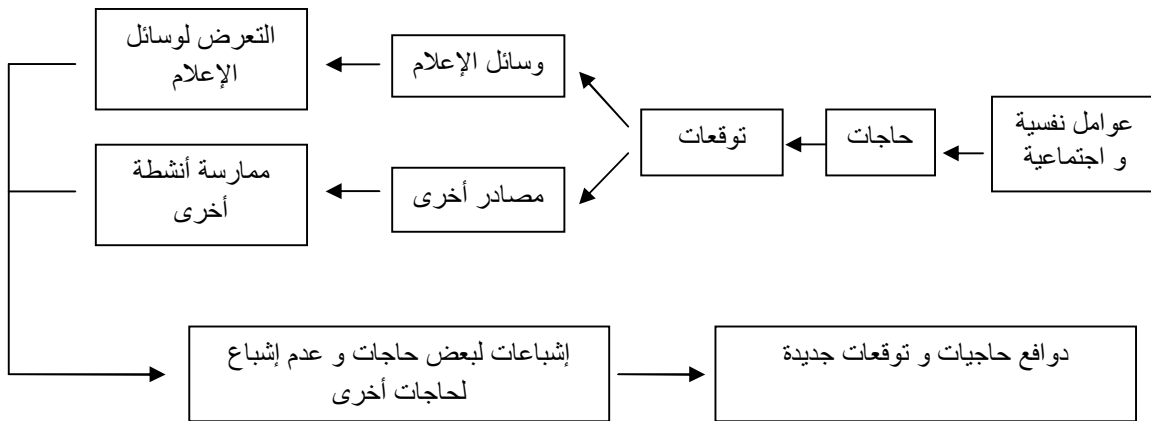 عوامل نفسية
و اجتماعية
حاجات
توقعات
وسائل الإعلام
التعرض لوسائل
الإعلام
مصادر أخرى
ممارسة أنشطة
أخرى
إشباعات لبعض حاجات و عدم إشباع
لحاجات أخرى
دوافع حاجيات و توقعات جديدة